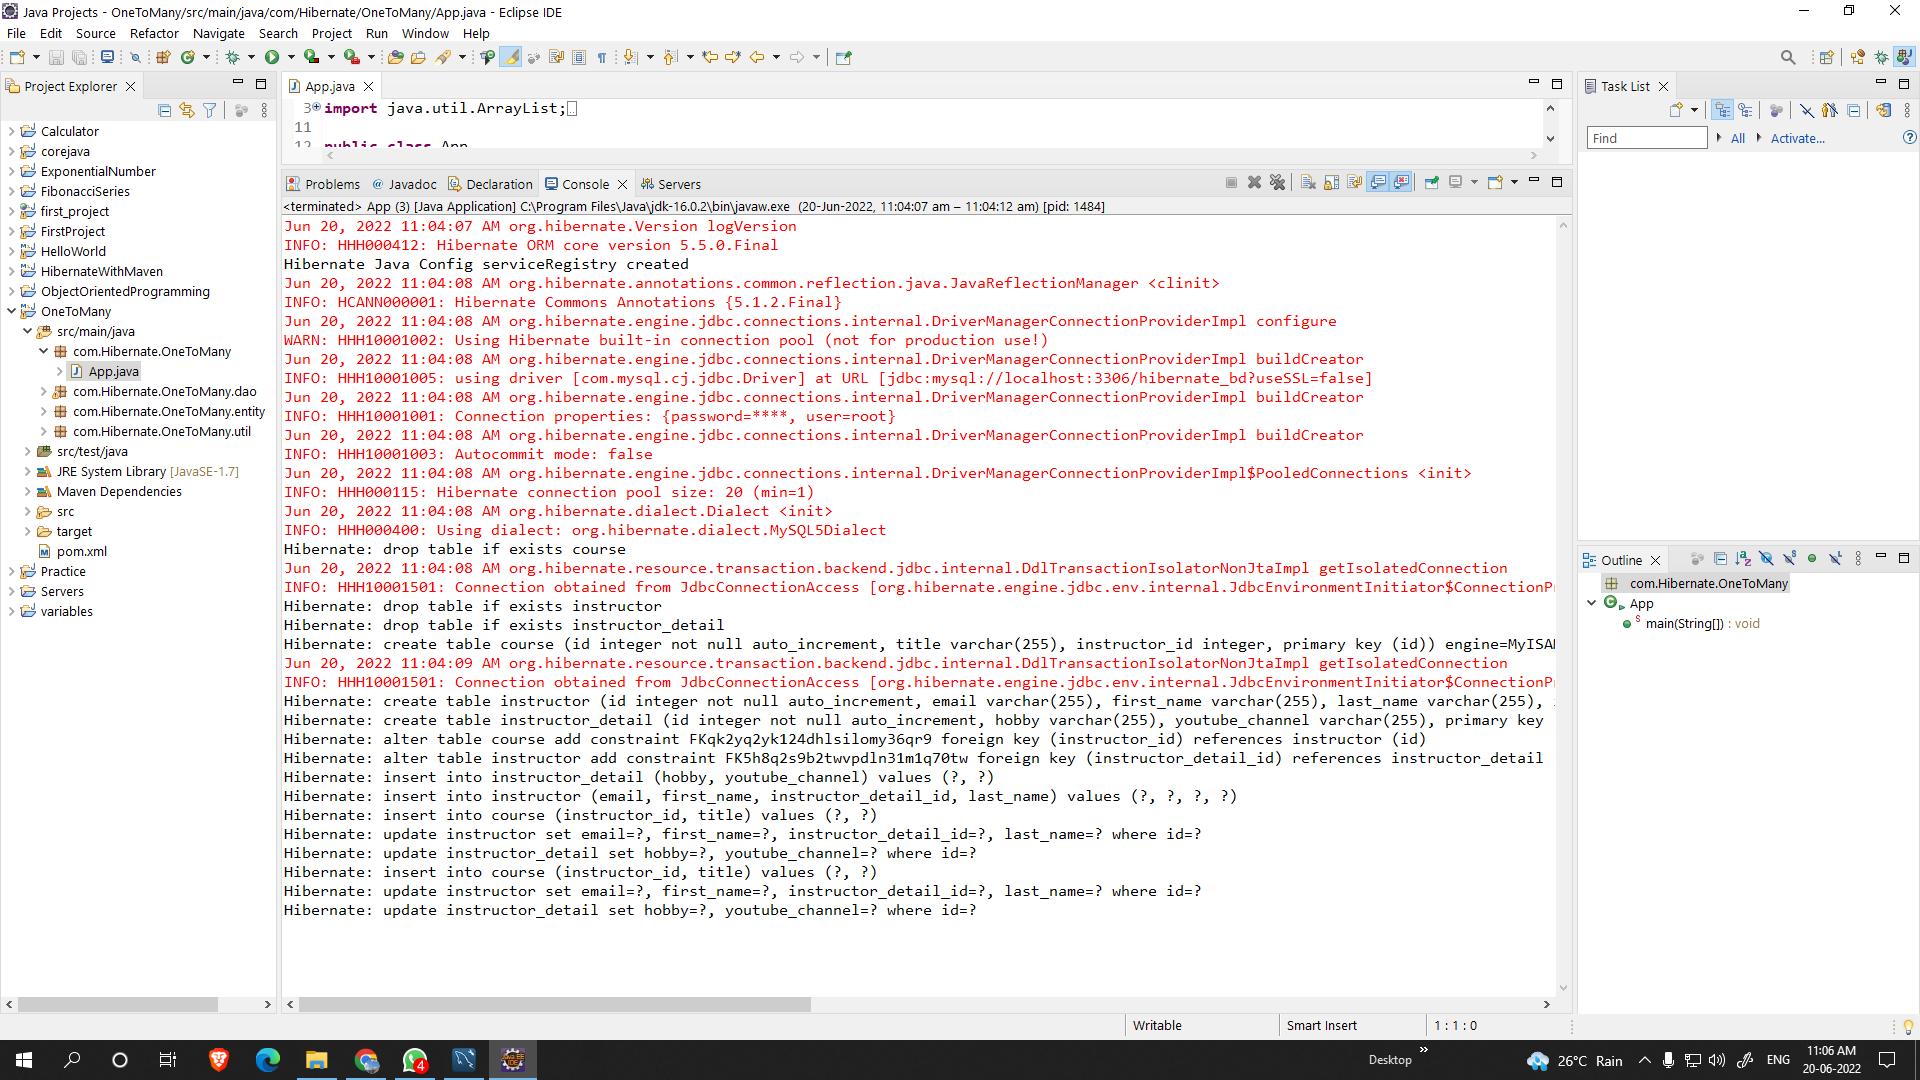 Java Projects - OneToMany/src/main/java/com/Hibernate/OneToMany/App.java - Eclipse IDE
File Edit Source Refactor Navigate Search Project Run Window Help
Project Explorer
Calculator
corejava
ExponentialNumber
FibonacciSeries
first_project
FirstProject
HelloWorld
HibernateWithMaven
ObjectOrientedProgramming
OneToMany
src/main/java
com.Hibernate.OneToMany
App.java
com.Hibernate.OneToMany.dao
com.Hibernate.OneToMany.entity
com.Hibernate.OneToMany.util
src/test/java
JRE System Library [JavaSE-1.7]
Maven Dependencies
src
target
pom.xml
Practice
Servers
variables
App.java
3 import java.util.ArrayList;
11
12 public class App
Problems @ Javadoc Declaration Console Servers
<terminated> App (3) [Java Application] C:\Program Files\Java\jdk-16.0.2\bin\javaw.exe (20-Jun-2022, 11:04:07 am – 11:04:12 am) [pid: 1484]
Jun 20, 2022 11:04:07 AM org.hibernate.Version logVersion
INFO: HHH000412: Hibernate ORM core version 5.5.0.Final
Hibernate Java Config serviceRegistry created
Jun 20, 2022 11:04:08 AM org.hibernate.annotations.common.reflection.java.JavaReflectionManager <clinit>
INFO: HCANN000001: Hibernate Commons Annotations {5.1.2.Final}
Jun 20, 2022 11:04:08 AM org.hibernate.engine.jdbc.connections.internal.DriverManagerConnectionProviderImpl configure
WARN: HHH10001002: Using Hibernate built-in connection pool (not for production use!)
Jun 20, 2022 11:04:08 AM org.hibernate.engine.jdbc.connections.internal.DriverManagerConnectionProviderImpl buildCreator
INFO: HHH10001005: using driver [com.mysql.cj.jdbc.Driver] at URL [jdbc:mysql://localhost:3306/hibernate_bd?useSSL=false]
Jun 20, 2022 11:04:08 AM org.hibernate.engine.jdbc.connections.internal.DriverManagerConnectionProviderImpl buildCreator
INFO: HHH10001001: Connection properties: {password=****, user=root}
Jun 20, 2022 11:04:08 AM org.hibernate.engine.jdbc.connections.internal.DriverManagerConnectionProviderImpl buildCreator
INFO: HHH10001003: Autocommit mode: false
Jun 20, 2022 11:04:08 AM org.hibernate.engine.jdbc.connections.internal.DriverManagerConnectionProviderImpl$PooledConnections <init>
INFO: HHH000115: Hibernate connection pool size: 20 (min=1)
Jun 20, 2022 11:04:08 AM org.hibernate.dialect.Dialect <init>
INFO: HHH000400: Using dialect: org.hibernate.dialect.MySQL5Dialect
Hibernate: drop table if exists course
Jun 20, 2022 11:04:08 AM org.hibernate.resource.transaction.backend.jdbc.internal.DdlTransactionIsolatorNonJtaImpl getIsolatedConnection
INFO: HHH10001501: Connection obtained from JdbcConnectionAccess [org.hibernate.engine.jdbc.env.internal.JdbcEnvironmentInitiator$ConnectionPr
Hibernate: drop table if exists instructor
Hibernate: drop table if exists instructor_detail
Hibernate: create table course (id integer not null auto_increment, title varchar(255), instructor_id integer, primary key (id)) engine=MyISAM
Jun 20, 2022 11:04:09 AM org.hibernate.resource.transaction.backend.jdbc.internal.DdlTransactionIsolatorNonJtaImpl getIsolatedConnection
INFO: HHH10001501: Connection obtained from JdbcConnectionAccess [org.hibernate.engine.jdbc.env.internal.JdbcEnvironmentInitiator$ConnectionPr
Hibernate: create table instructor (id integer not null auto_increment, email varchar(255), first_name varchar(255), last_name varchar(255),
Hibernate: create table instructor_detail (id integer not null auto_increment, hobby varchar(255), youtube_channel varchar(255), primary key
Hibernate: alter table course add constraint FKqk2yq2yk124dhlsilomy36qr9 foreign key (instructor_id) references instructor (id)
Hibernate: alter table instructor add constraint FK5h8q2s9b2twvpdln31m1q70tw foreign key (instructor_detail_id) references instructor_detail
Hibernate: insert into instructor_detail (hobby, youtube_channel) values (?, ?)
Hibernate: insert into instructor (email, first_name, instructor_detail_id, last_name) values (?, ?, ?, ?)
Hibernate: insert into course (instructor_id, title) values (?, ?)
Hibernate: update instructor set email=?, first_name=?, instructor_detail_id=?, last_name=? where id=?
Hibernate: update instructor_detail set hobby=?, youtube_channel=? where id=?
Hibernate: insert into course (instructor_id, title) values (?, ?)
Hibernate: update instructor set email=?, first_name=?, instructor_detail_id=?, last_name=? where id=?
Hibernate: update instructor_detail set hobby=?, youtube_channel=? where id=?
Task List
Find All Activate...
Outline
com.Hibernate.OneToMany
App
main(String[]) : void
Writable Smart Insert 1 : 1 : 0
4
Desktop 26°C Rain ENG 11:06 AM
20-06-2022